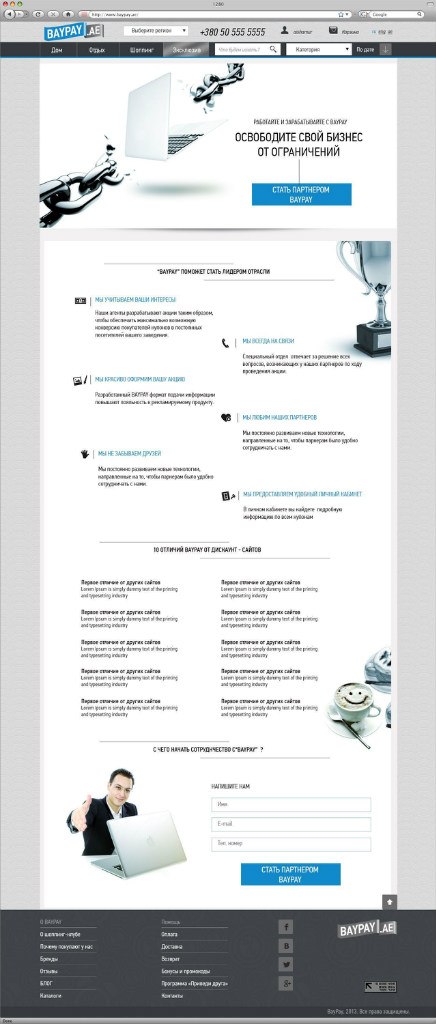 1280
http://www.baypay.ae/
Google
BAYPAY.AE
Выберите регион
+380 50 555 5555
Корзина
Дом
Отдых
Шоппинг
Эксклюзив
Что будем искать?
Категория
По дате
РАБОТАЙТЕ И ЗАРАБАТЫВАЙТЕ С BAYPAY
ОСВОБОДИТЕ СВОЙ БИЗНЕС
ОТ ОГРАНИЧЕНИЙ
СТАТЬ ПАРТНЕРОМ
BAYPAY
"BAYPAY" ПОМОЖЕТ СТАТЬ ЛИДЕРОМ ОТРАСЛИ
МЫ УЧИТЫВАЕМ ВАШИ ИНТЕРЕСЫ
Наши агенты разрабатывают акции таким образом,
чтобы обеспечить максимально возможную
конверсию покупателей купонов в постоянных
посетителей вашего заведения.
МЫ ВСЕГДА НА СВЯЗИ
Специальный отдел отвечает за решение всех
вопросов, возникающих у наших партнеров по ходу
проведения акции.
МЫ КРАСИВО ОФОРМИМ ВАШУ АКЦИЮ
Разработанный BAYPAY формат подачи информации
повышают лояльность к рекламируемому продукту.
МЫ ЛЮБИМ НАШИХ ПАРТНЕРОВ
Мы постоянно развиваем новые технологии,
направленные на то, чтобы парнерам было удобно
сотрудничать с нами.
МЫ НЕ ЗАБЫВАЕМ ДРУЗЕЙ
Мы постоянно развиваем новые технологии,
направленные на то, чтобы парнерам было удобно
сотрудничать с нами.
МЫ ПРЕДОСТАВЛЯЕМ УДОБНЫЙ ЛИЧНЫЙ КАБИНЕТ
В личном кабинете вы найдете подробную
информацию по всем купонам
10 ОТЛИЧИЙ BAYPAY ОТ ДИСКАУНТ - САЙТОВ
Первое отличие от других сайтов
Lorem Ipsum is simply dummy text of the printing
and typesetting industry
Первое отличие от других сайтов
Lorem Ipsum is simply dummy text of the printing
and typesetting industry
Первое отличие от других сайтов
Lorem Ipsum is simply dummy text of the printing
and typesetting industry
Первое отличие от других сайтов
Lorem Ipsum is simply dummy text of the printing
and typesetting industry
Первое отличие от других сайтов
Lorem Ipsum is simply dummy text of the printing
and typesetting industry
Первое отличие от других сайтов
Lorem Ipsum is simply dummy text of the printing
and typesetting industry
Первое отличие от других сайтов
Lorem Ipsum is simply dummy text of the printing
and typesetting industry
Первое отличие от других сайтов
Lorem Ipsum is simply dummy text of the printing
and typesetting industry
Первое отличие от других сайтов
Lorem Ipsum is simply dummy text of the printing
and typesetting industry
Первое отличие от других сайтов
Lorem Ipsum is simply dummy text of the printing
and typesetting industry
С ЧЕГО НАЧАТЬ СОТРУДНЧЕСТВО С"BAYPAY" ?
НАПИШИТЕ НАМ
Имя
E-mail
Тел. номер
СТАТЬ ПАРТНЕРОМ
BAYPAY
О BAYPAY
О шоппинг-клубе
Почему покупают у нас
Бренды
Отзывы
БЛОГ
Каталоги
Помощь
Оплата
Доставка
Возврат
Бонусы и промокоды
Программа «Приведи друга»
Контакты
BAYPAY.AE
BayPay, 2013. Все права защищены.